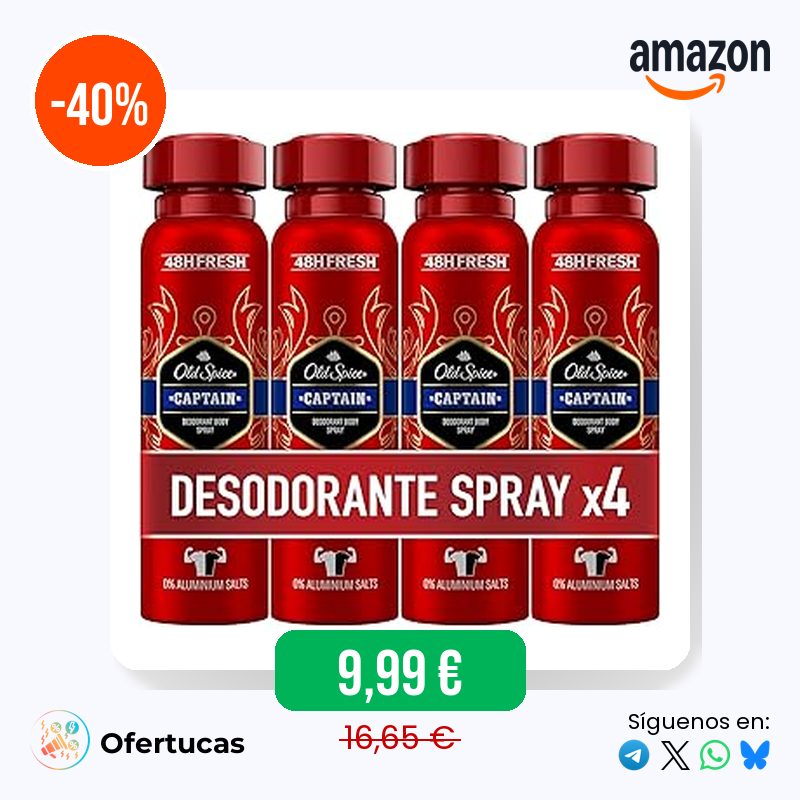 -40%
amazon
48H FRESH 48H FRESH 48H FRESH 48H FRESH
Old Spice Old Spice Old Spice Old Spice
CAPTAIN CAPTAIN CAPTAIN CAPTAIN
DEODORANT BODY DEODORANT BODY DEODORANT BODY DEODORANT BODY
SPRAY SPRAY SPRAY SPRAY
DESODORANTE SPRAY x4
0% ALUMINIUM SALTS 0% ALUMINIUM SALTS 0% ALUMINIUM SALTS 0% ALUMINIUM SALTS
9,99 €
16,65 €
Ofertucas
Síguenos en: